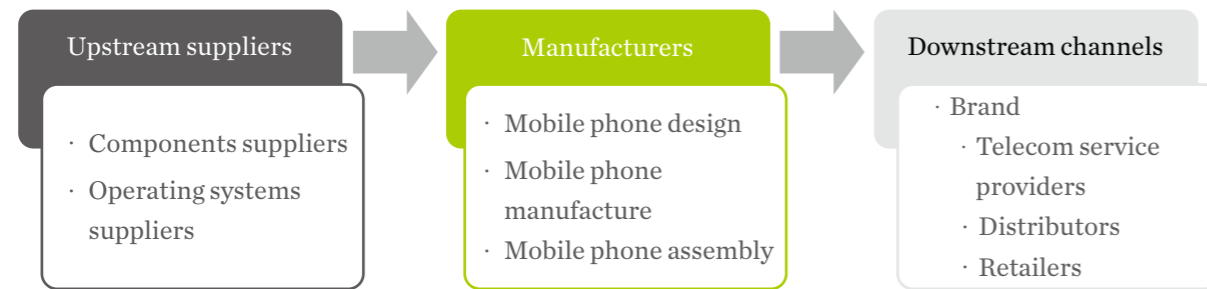 Upstream suppliers
· Components suppliers
· Operating systems
suppliers
Manufacturers
· Mobile phone design
· Mobile phone
manufacture
· Mobile phone assembly
Downstream channels
· Brand
· Telecom service
providers
· Distributors
· Retailers